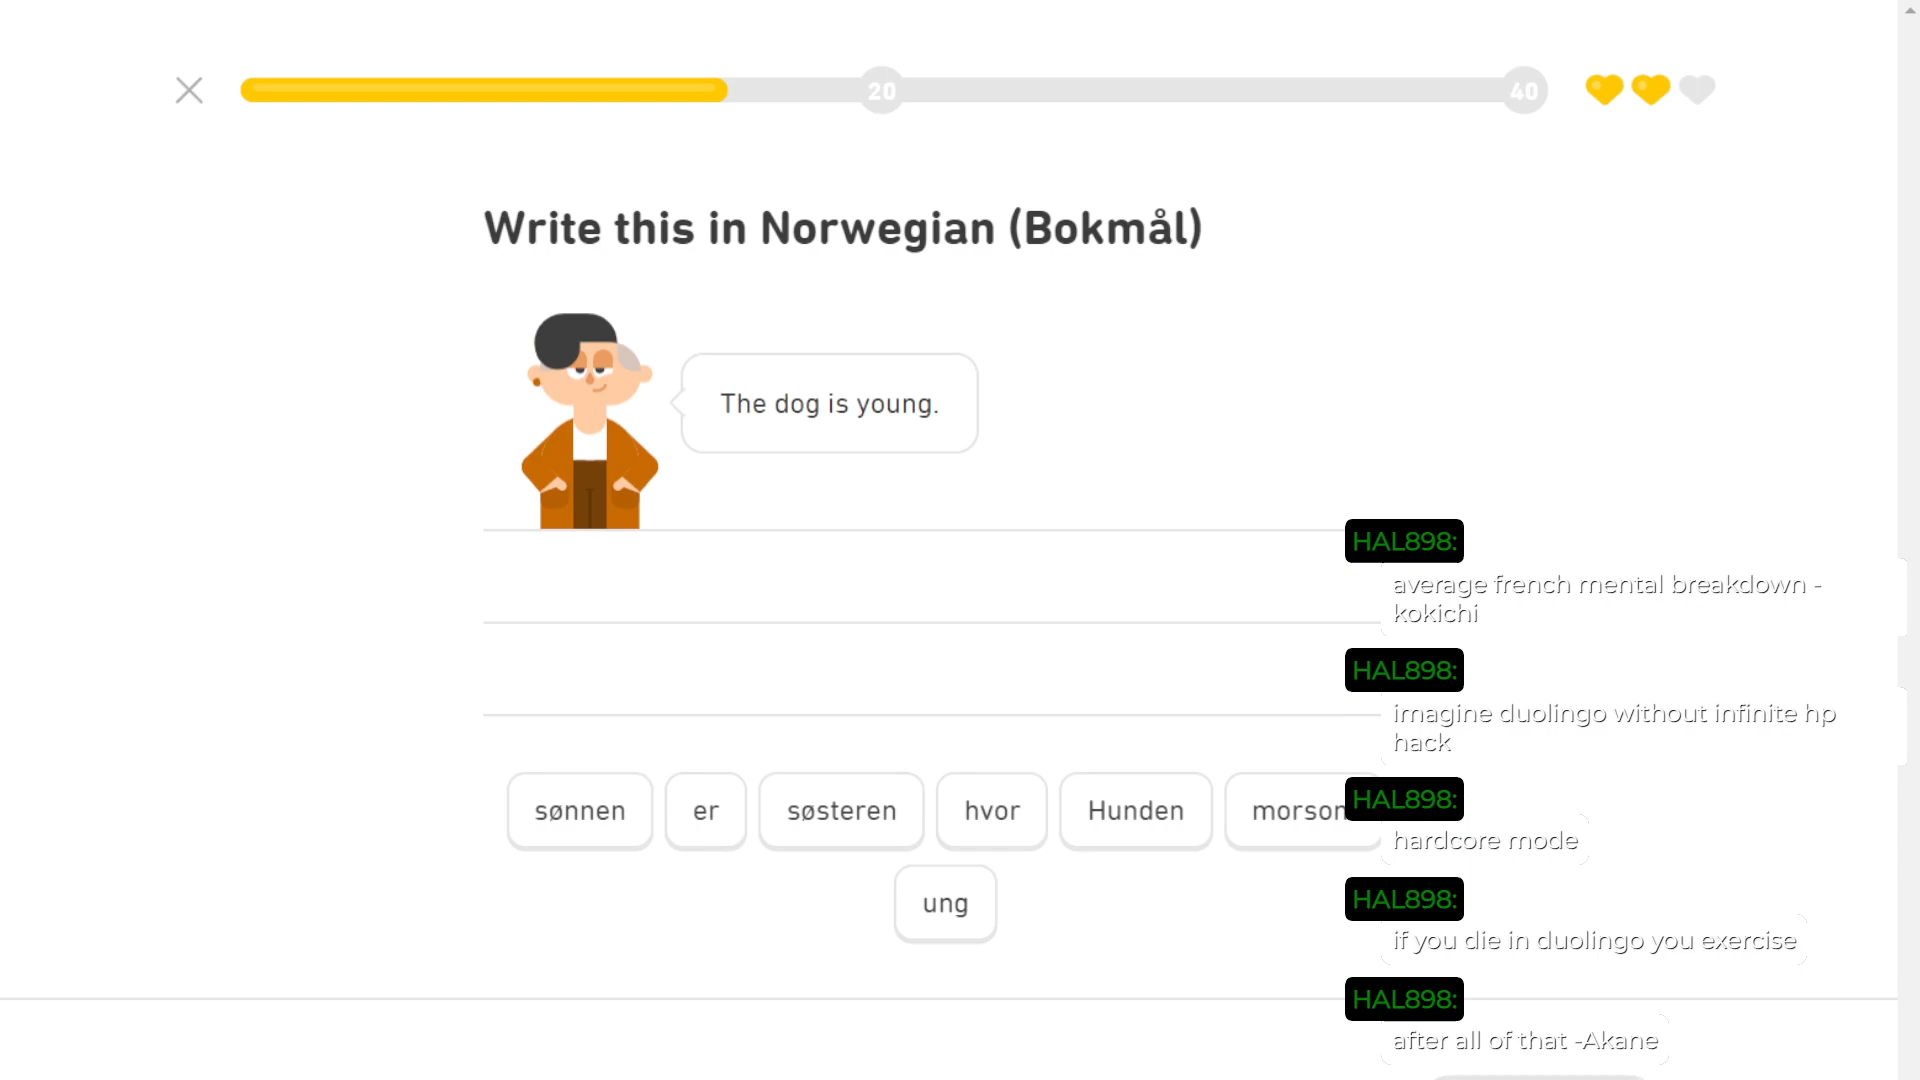 20
40
Write this in Norwegian (Bokmål)
The dog is young.
HAL898:
average french mental breakdown -
kokichi
HAL898:
imagine duolingo without infinite hp
hack
sønnen er søsteren hvor Hunden
HAL898:
hardcore mode
ung
HAL898:
if you die in duolingo you exercise
HAL898:
after all of that -Akane